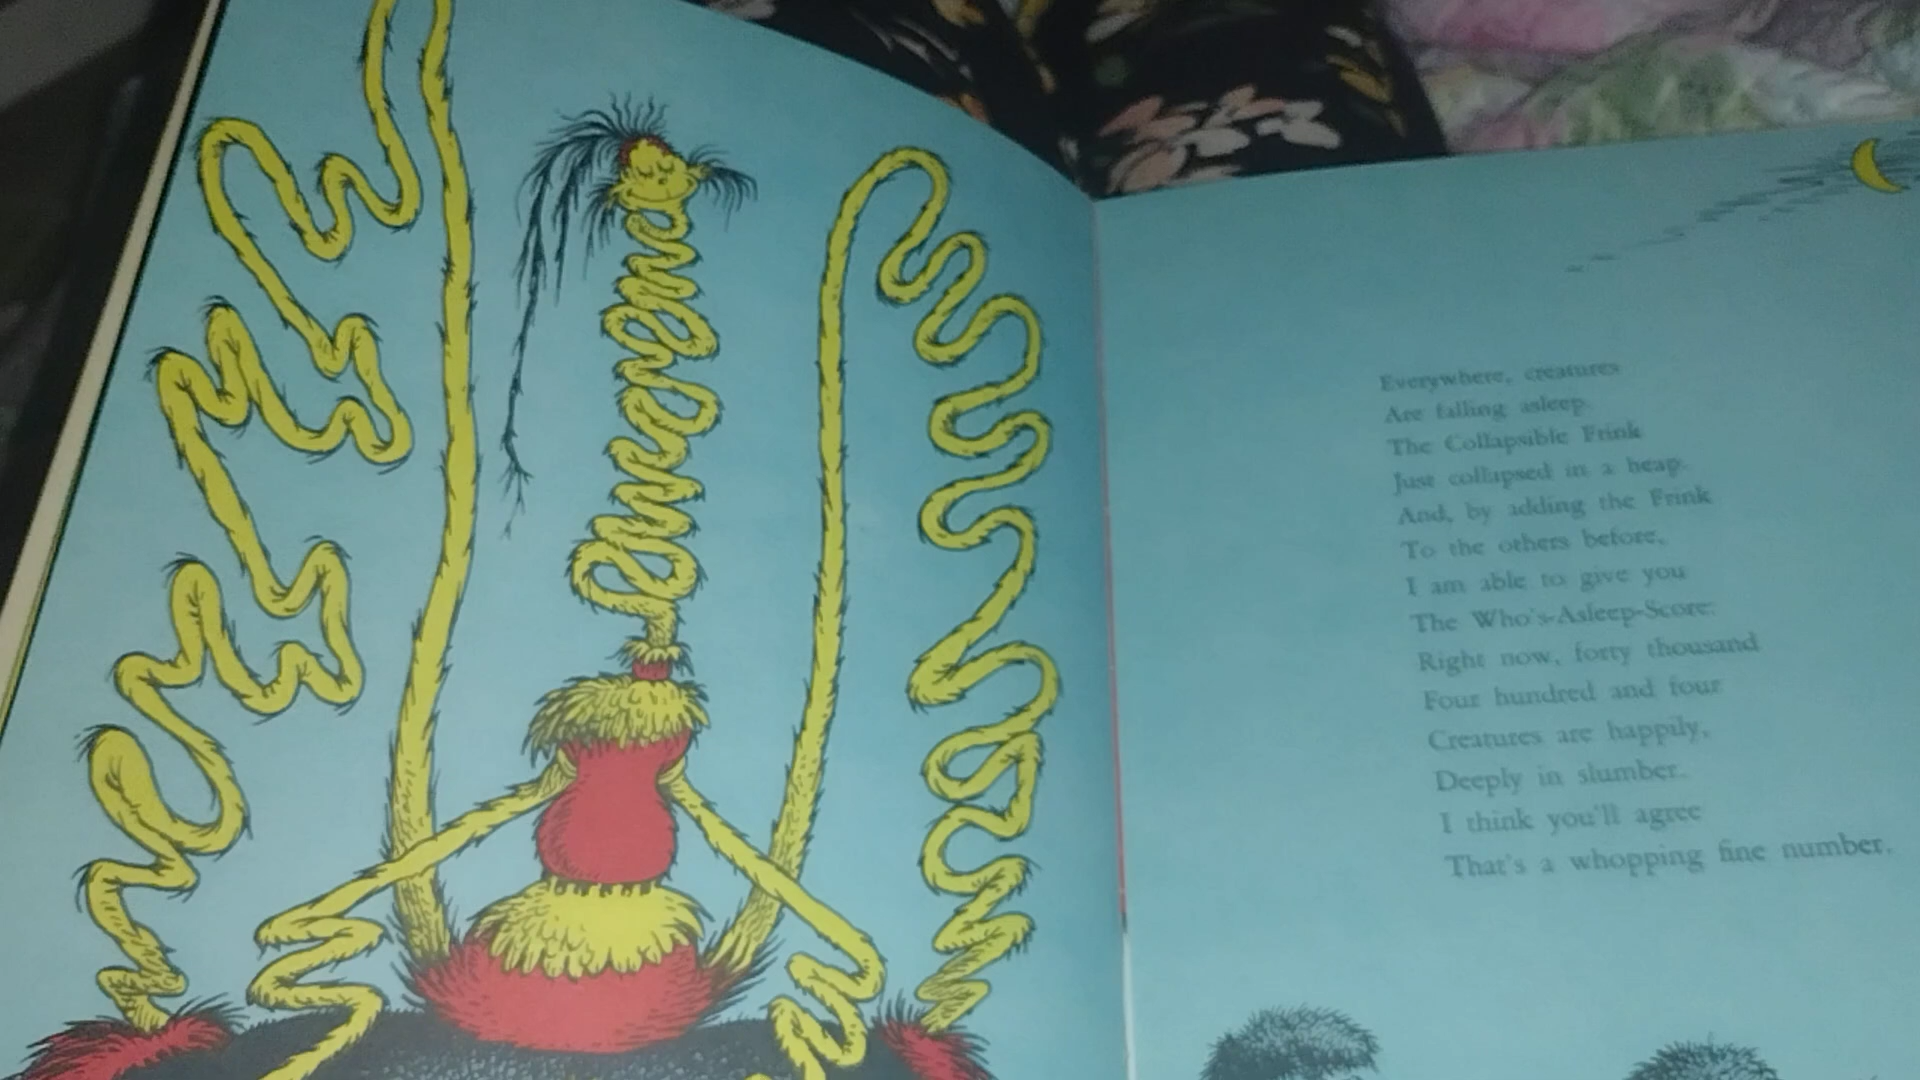 Everywhere, creatures
Are falling asleep.
The Collapsible Frink
Just collapsed in a heap.
And, by adding the Frink
To the others before,
I am able to give you
The Who's-Asleep-Score:
Right now, forty thousand
Four hundred and four
Creatures are happily,
Deeply in slumber.
I think you'll agree
That's a whopping fine number.